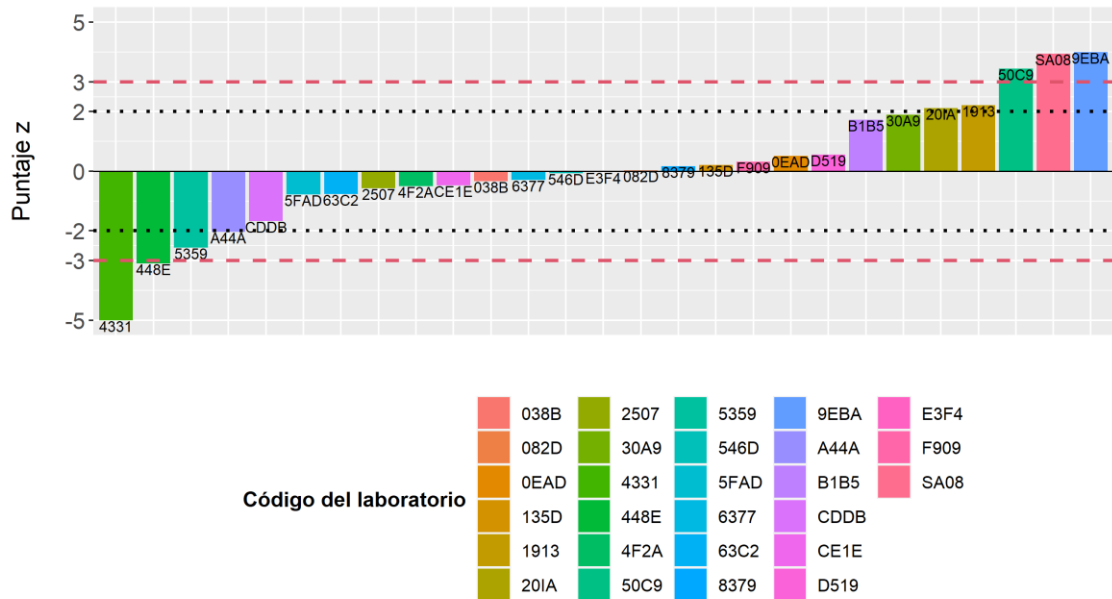 5
3
2
0
-2
-3
-5
Puntaje z
4331
448E
5359
A44A
CDDB
5FAD
63C2
2507
4F2A
CE1E
038B
6377
546D
E3F4
082D
8379
135D
F909
0EAD
D519
B1B5
30A9
20IA
1913
50C9
SA08
9EBA
Código del laboratorio
038B 2507 5359 9EBA E3F4
082D 30A9 546D A44A F909
0EAD 4331 5FAD B1B5 SA08
135D 448E 6377 CDDB
1913 4F2A 63C2 CE1E
20IA 50C9 8379 D519